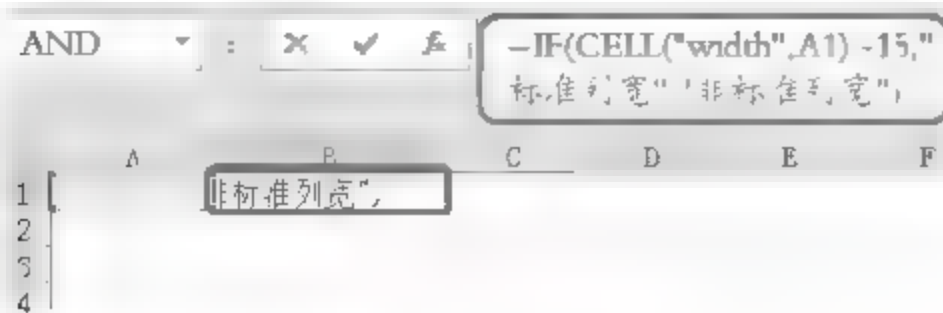 AND : × ✓ fx =IF(CELL("width",A1)=15,"
标准列宽","非标准列宽")
A B C D E F
1 非标准列宽")
2
3
4